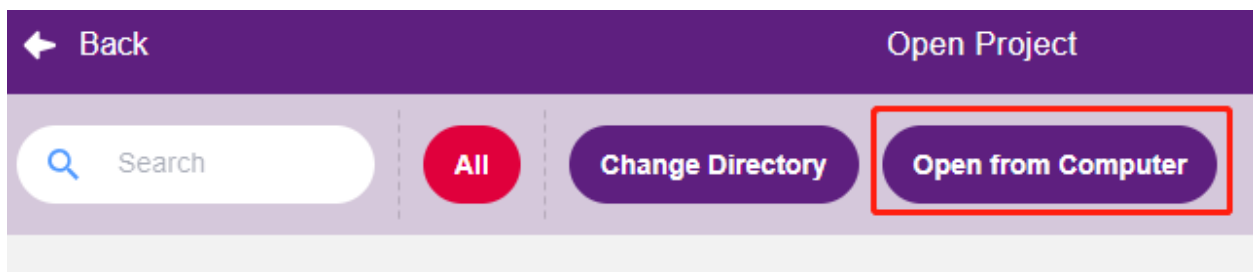 Back Open Project
Search All Change Directory Open from Computer